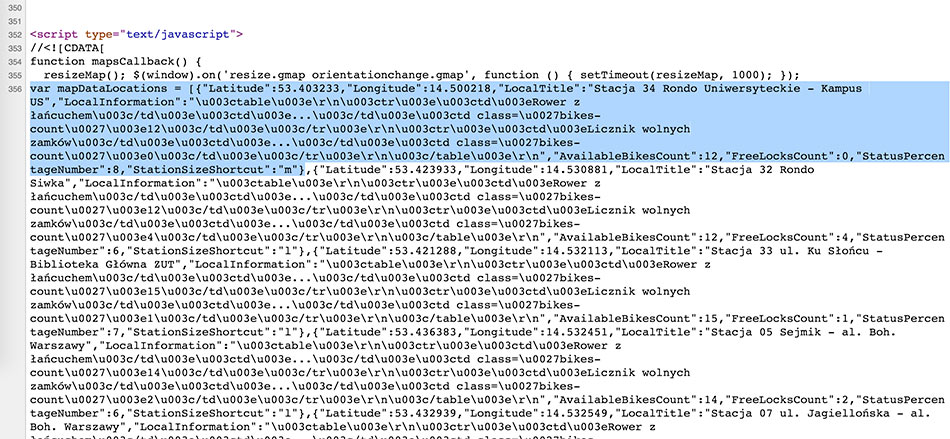 350
351
352 <script type="text/javascript">
353 //<![CDATA[
354 function mapsCallback() {
355 resizeMap(); $(window).on('resize.gmap orientationchange.gmap', function () { setTimeout(resizeMap, 1000); });
356 var mapDataLocations = [{"Latitude":53.403233,"Longitude":14.500218,"LocalTitle":"Stacja 34 Rondo Uniwersyteckie - Kampus
US","LocalInformation":"\u003ctable\u003e\r\n\u003ctr\u003e\u003ctd\u003eRower z
łańcuchem\u003c/td\u003e\u003ctd\u003e...\u003c/td\u003e\u003ctd class=\u0027bikes-
count\u0027\u003e12\u003c/td\u003e\u003c/tr\u003e\r\n\u003ctr\u003e\u003ctd\u003eLicznik wolnych
zamków\u003c/td\u003e\u003ctd\u003e...\u003c/td\u003e\u003ctd class=\u0027bikes-
count\u0027\u003e0\u003c/td\u003e\u003c/tr\u003e\r\n\u003c/table\u003e\r\n","AvailableBikesCount":12,"FreeLocksCount":0,"StatusPercen
tageNumber":8,"StationSizeShortcut":"m"},{"Latitude":53.423933,"Longitude":14.530881,"LocalTitle":"Stacja 32 Rondo
Siwka","LocalInformation":"\u003ctable\u003e\r\n\u003ctr\u003e\u003ctd\u003eRower z
łańcuchem\u003c/td\u003e\u003ctd\u003e...\u003c/td\u003e\u003ctd class=\u0027bikes-
count\u0027\u003e12\u003c/td\u003e\u003c/tr\u003e\r\n\u003ctr\u003e\u003ctd\u003eLicznik wolnych
zamków\u003c/td\u003e\u003ctd\u003e...\u003c/td\u003e\u003ctd class=\u0027bikes-
count\u0027\u003e4\u003c/td\u003e\u003c/tr\u003e\r\n\u003c/table\u003e\r\n","AvailableBikesCount":12,"FreeLocksCount":4,"StatusPercen
tageNumber":6,"StationSizeShortcut":"l"},{"Latitude":53.421288,"Longitude":14.532113,"LocalTitle":"Stacja 33 ul. Ku Słońcu -
Biblioteka Główna ZUT","LocalInformation":"\u003ctable\u003e\r\n\u003ctr\u003e\u003ctd\u003eRower z
łańcuchem\u003c/td\u003e\u003ctd\u003e...\u003c/td\u003e\u003ctd class=\u0027bikes-
count\u0027\u003e15\u003c/td\u003e\u003c/tr\u003e\r\n\u003ctr\u003e\u003ctd\u003eLicznik wolnych
zamków\u003c/td\u003e\u003ctd\u003e...\u003c/td\u003e\u003ctd class=\u0027bikes-
count\u0027\u003e1\u003c/td\u003e\u003c/tr\u003e\r\n\u003c/table\u003e\r\n","AvailableBikesCount":15,"FreeLocksCount":1,"StatusPercen
tageNumber":7,"StationSizeShortcut":"l"},{"Latitude":53.436383,"Longitude":14.532451,"LocalTitle":"Stacja 05 Sejmik - al. Boh.
Warszawy","LocalInformation":"\u003ctable\u003e\r\n\u003ctr\u003e\u003ctd\u003eRower z
łańcuchem\u003c/td\u003e\u003ctd\u003e...\u003c/td\u003e\u003ctd class=\u0027bikes-
count\u0027\u003e14\u003c/td\u003e\u003c/tr\u003e\r\n\u003ctr\u003e\u003ctd\u003eLicznik wolnych
zamków\u003c/td\u003e\u003ctd\u003e...\u003c/td\u003e\u003ctd class=\u0027bikes-
count\u0027\u003e2\u003c/td\u003e\u003c/tr\u003e\r\n\u003c/table\u003e\r\n","AvailableBikesCount":14,"FreeLocksCount":2,"StatusPercen
tageNumber":6,"StationSizeShortcut":"l"},{"Latitude":53.432939,"Longitude":14.532549,"LocalTitle":"Stacja 07 ul. Jagiellońska - al.
Boh. Warszawy","LocalInformation":"\u003ctable\u003e\r\n\u003ctr\u003e\u003ctd\u003eRower z